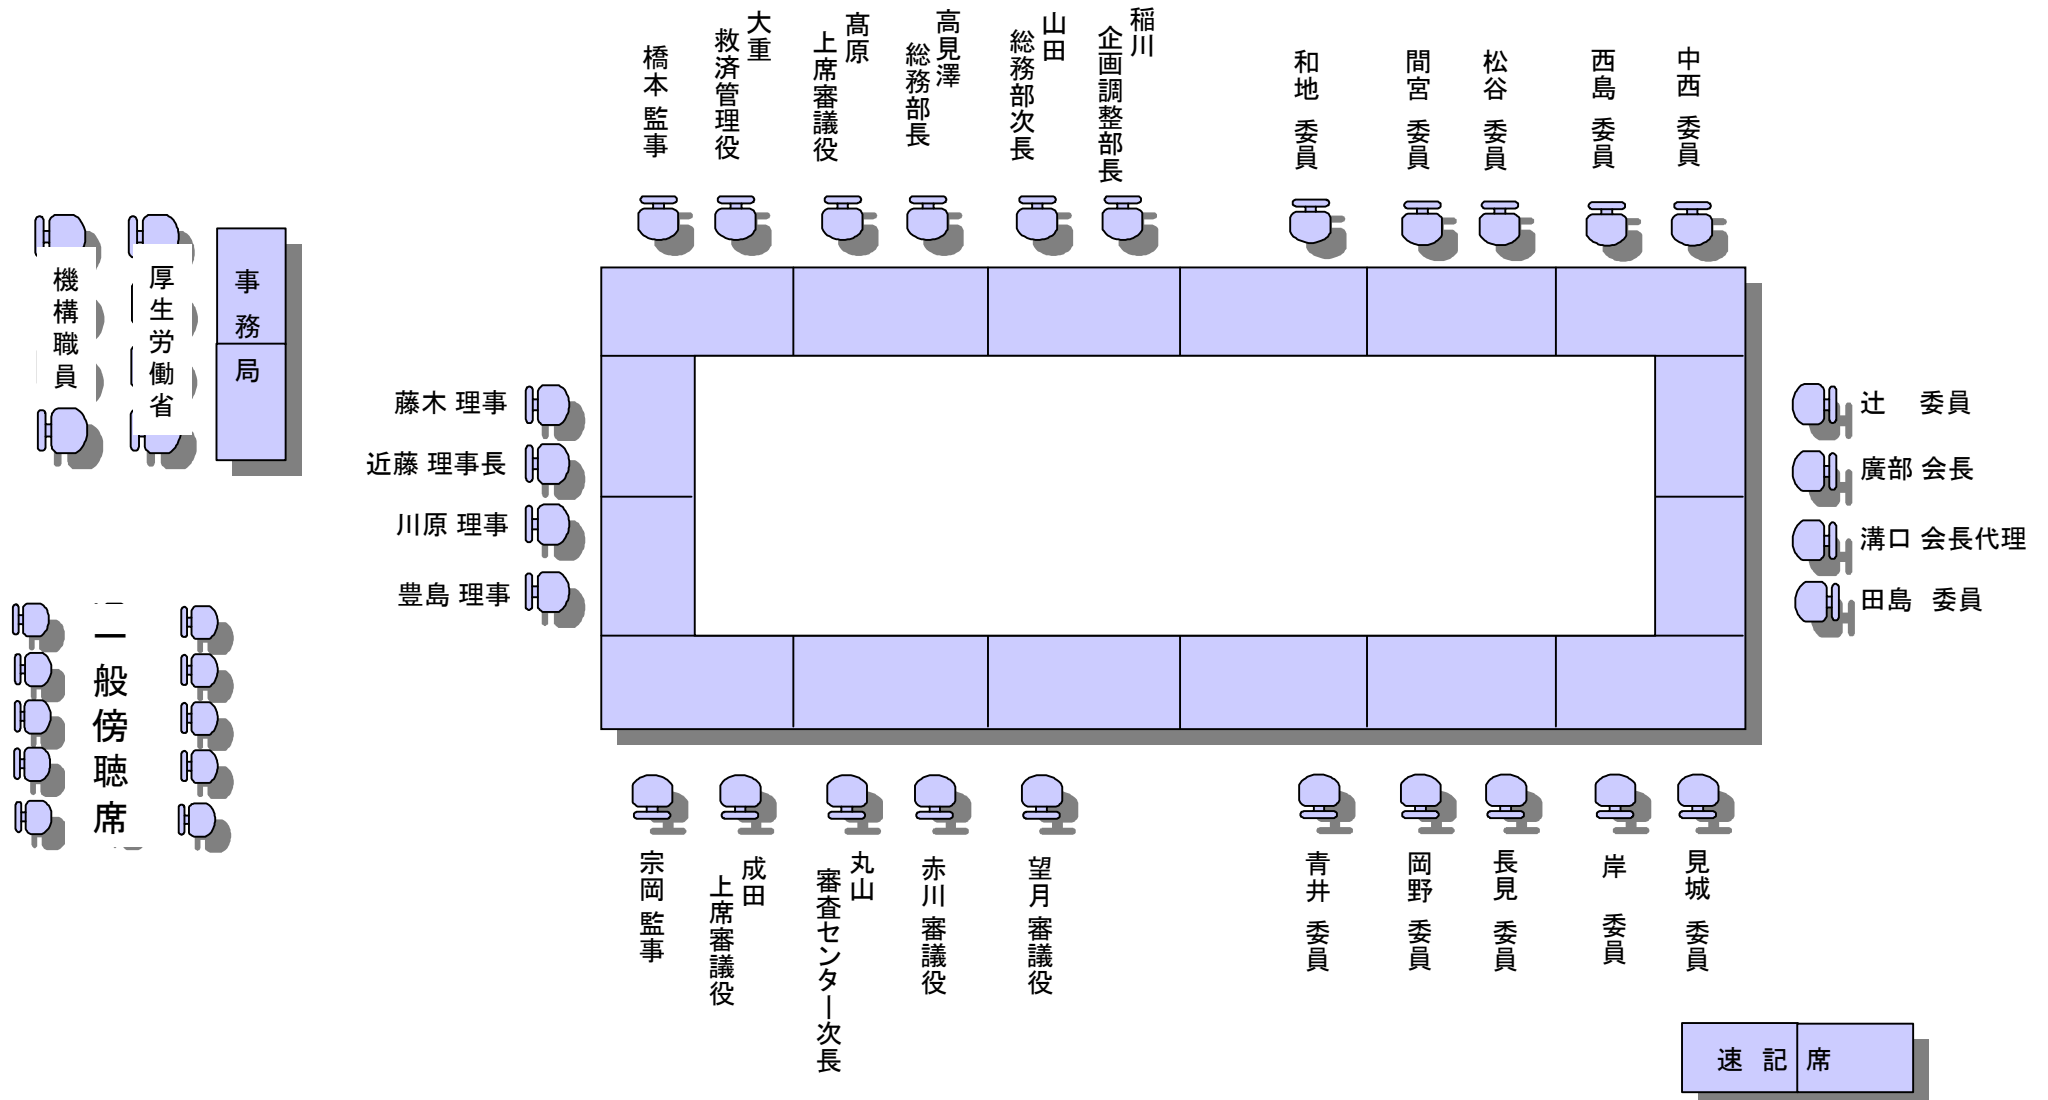 橋本 監事
大重
救済管理役
髙原
上席審議役
高見澤
総務部長
山田
総務部次長
稲川
企画調整部長
和地 委員
間宮 委員
松谷 委員
西島 委員
中西 委員
機構職員
厚生労働省
事務局
藤木 理事
近藤 理事長
川原 理事
豊島 理事
辻 委員
廣部 会長
溝口 会長代理
田島 委員
一般傍聴席
宗岡 監事
成田
上席審議役
丸山
審査センター次長
赤川 審議役
望月 審議役
青井 委員
岡野 委員
長見 委員
岸 委員
見城 委員
速記席